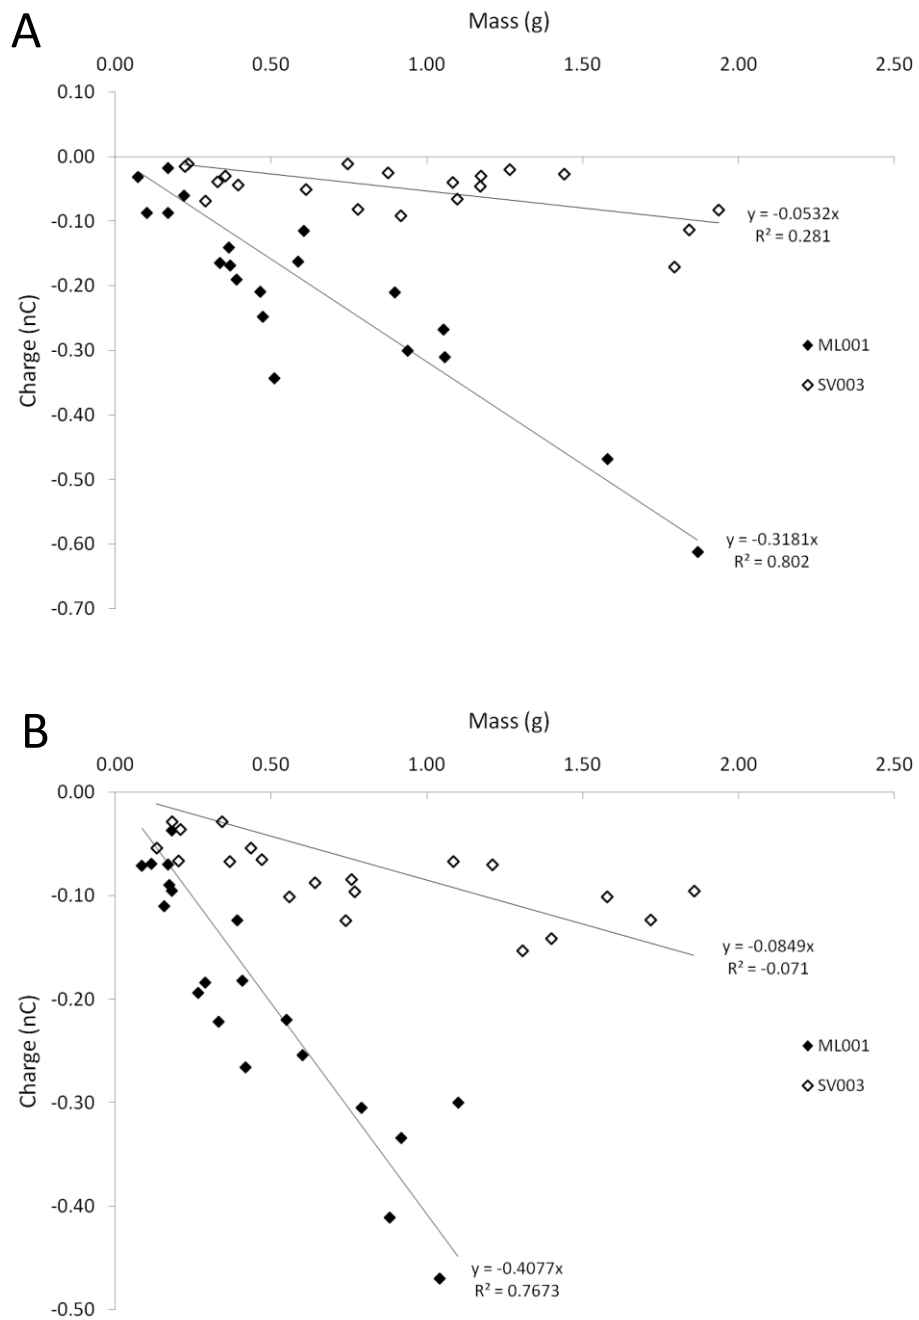 A
Mass (g)
0.00 0.50 1.00 1.50 2.00 2.50
0.10
0.00
-0.10
-0.20
-0.30
-0.40
-0.50
-0.60
-0.70
Charge (nC)
y = -0.0532x
R² = 0.281
ML001
SV003
y = -0.3181x
R² = 0.802
B
Mass (g)
0.00 0.50 1.00 1.50 2.00 2.50
0.00
-0.10
-0.20
-0.30
-0.40
-0.50
Charge (nC)
y = -0.0849x
R² = -0.071
ML001
SV003
y = -0.4077x
R² = 0.7673